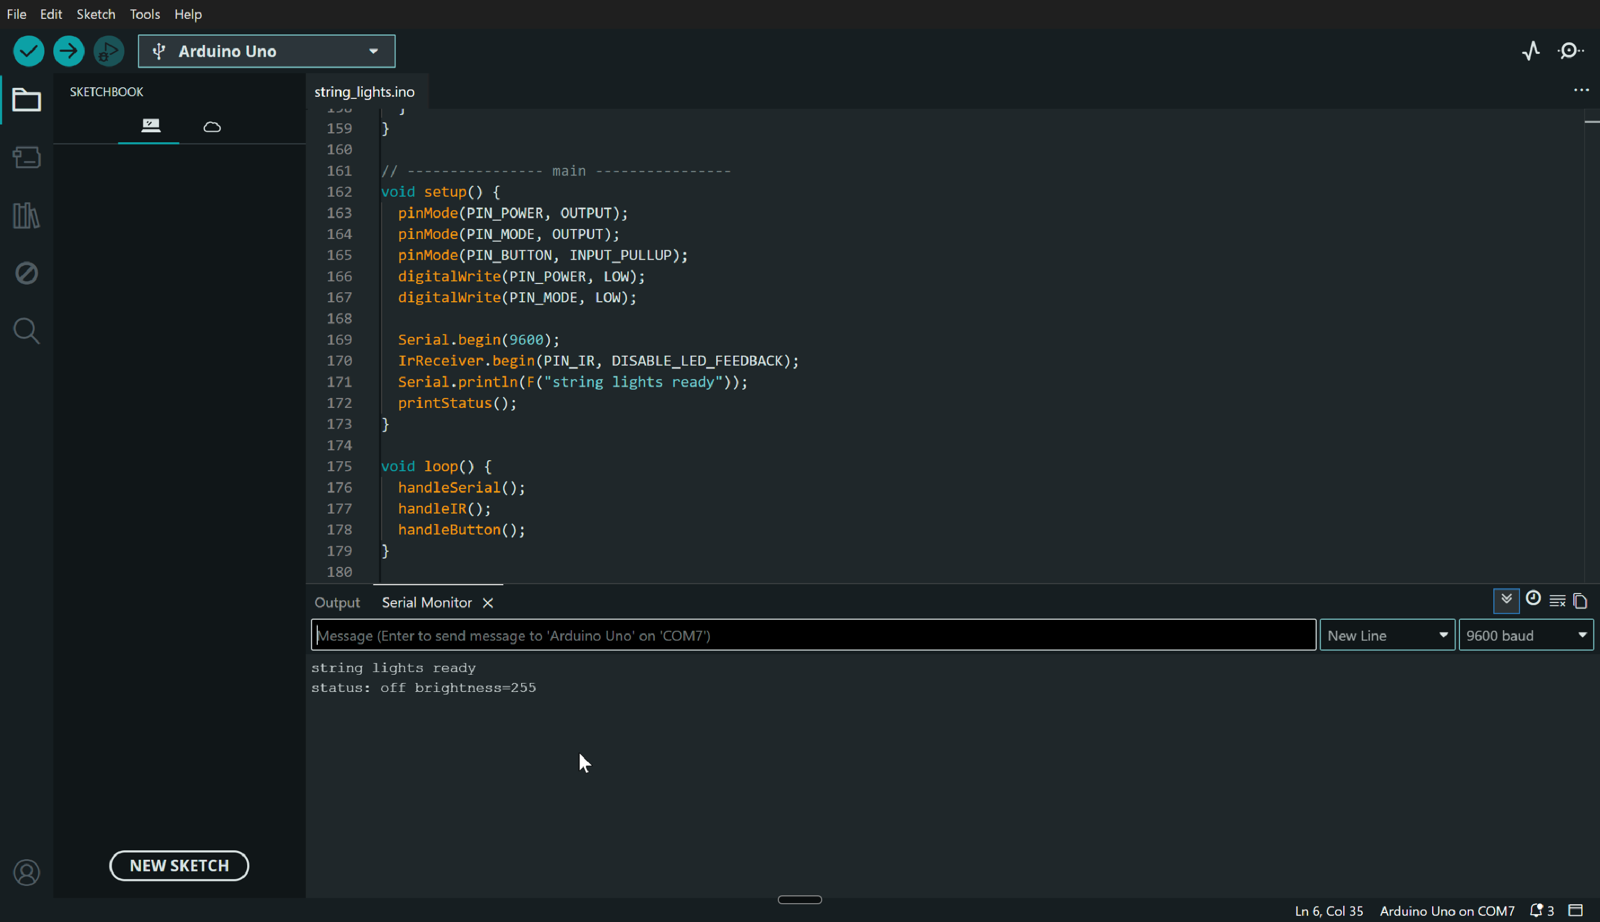 File Edit Sketch Tools Help
Arduino Uno
SKETCHBOOK
string_lights.ino
159 }
160
161 // ---------------- main ----------------
162 void setup() {
163 pinMode(PIN_POWER, OUTPUT);
164 pinMode(PIN_MODE, OUTPUT);
165 pinMode(PIN_BUTTON, INPUT_PULLUP);
166 digitalWrite(PIN_POWER, LOW);
167 digitalWrite(PIN_MODE, LOW);
168
169 Serial.begin(9600);
170 IrReceiver.begin(PIN_IR, DISABLE_LED_FEEDBACK);
171 Serial.println(F("string lights ready"));
172 printStatus();
173 }
174
175 void loop() {
176 handleSerial();
177 handleIR();
178 handleButton();
179 }
180
Output Serial Monitor
Message (Enter to send message to 'Arduino Uno' on 'COM7') New Line 9600 baud
string lights ready
status: off brightness=255
NEW SKETCH
Ln 6, Col 35 Arduino Uno on COM7 3